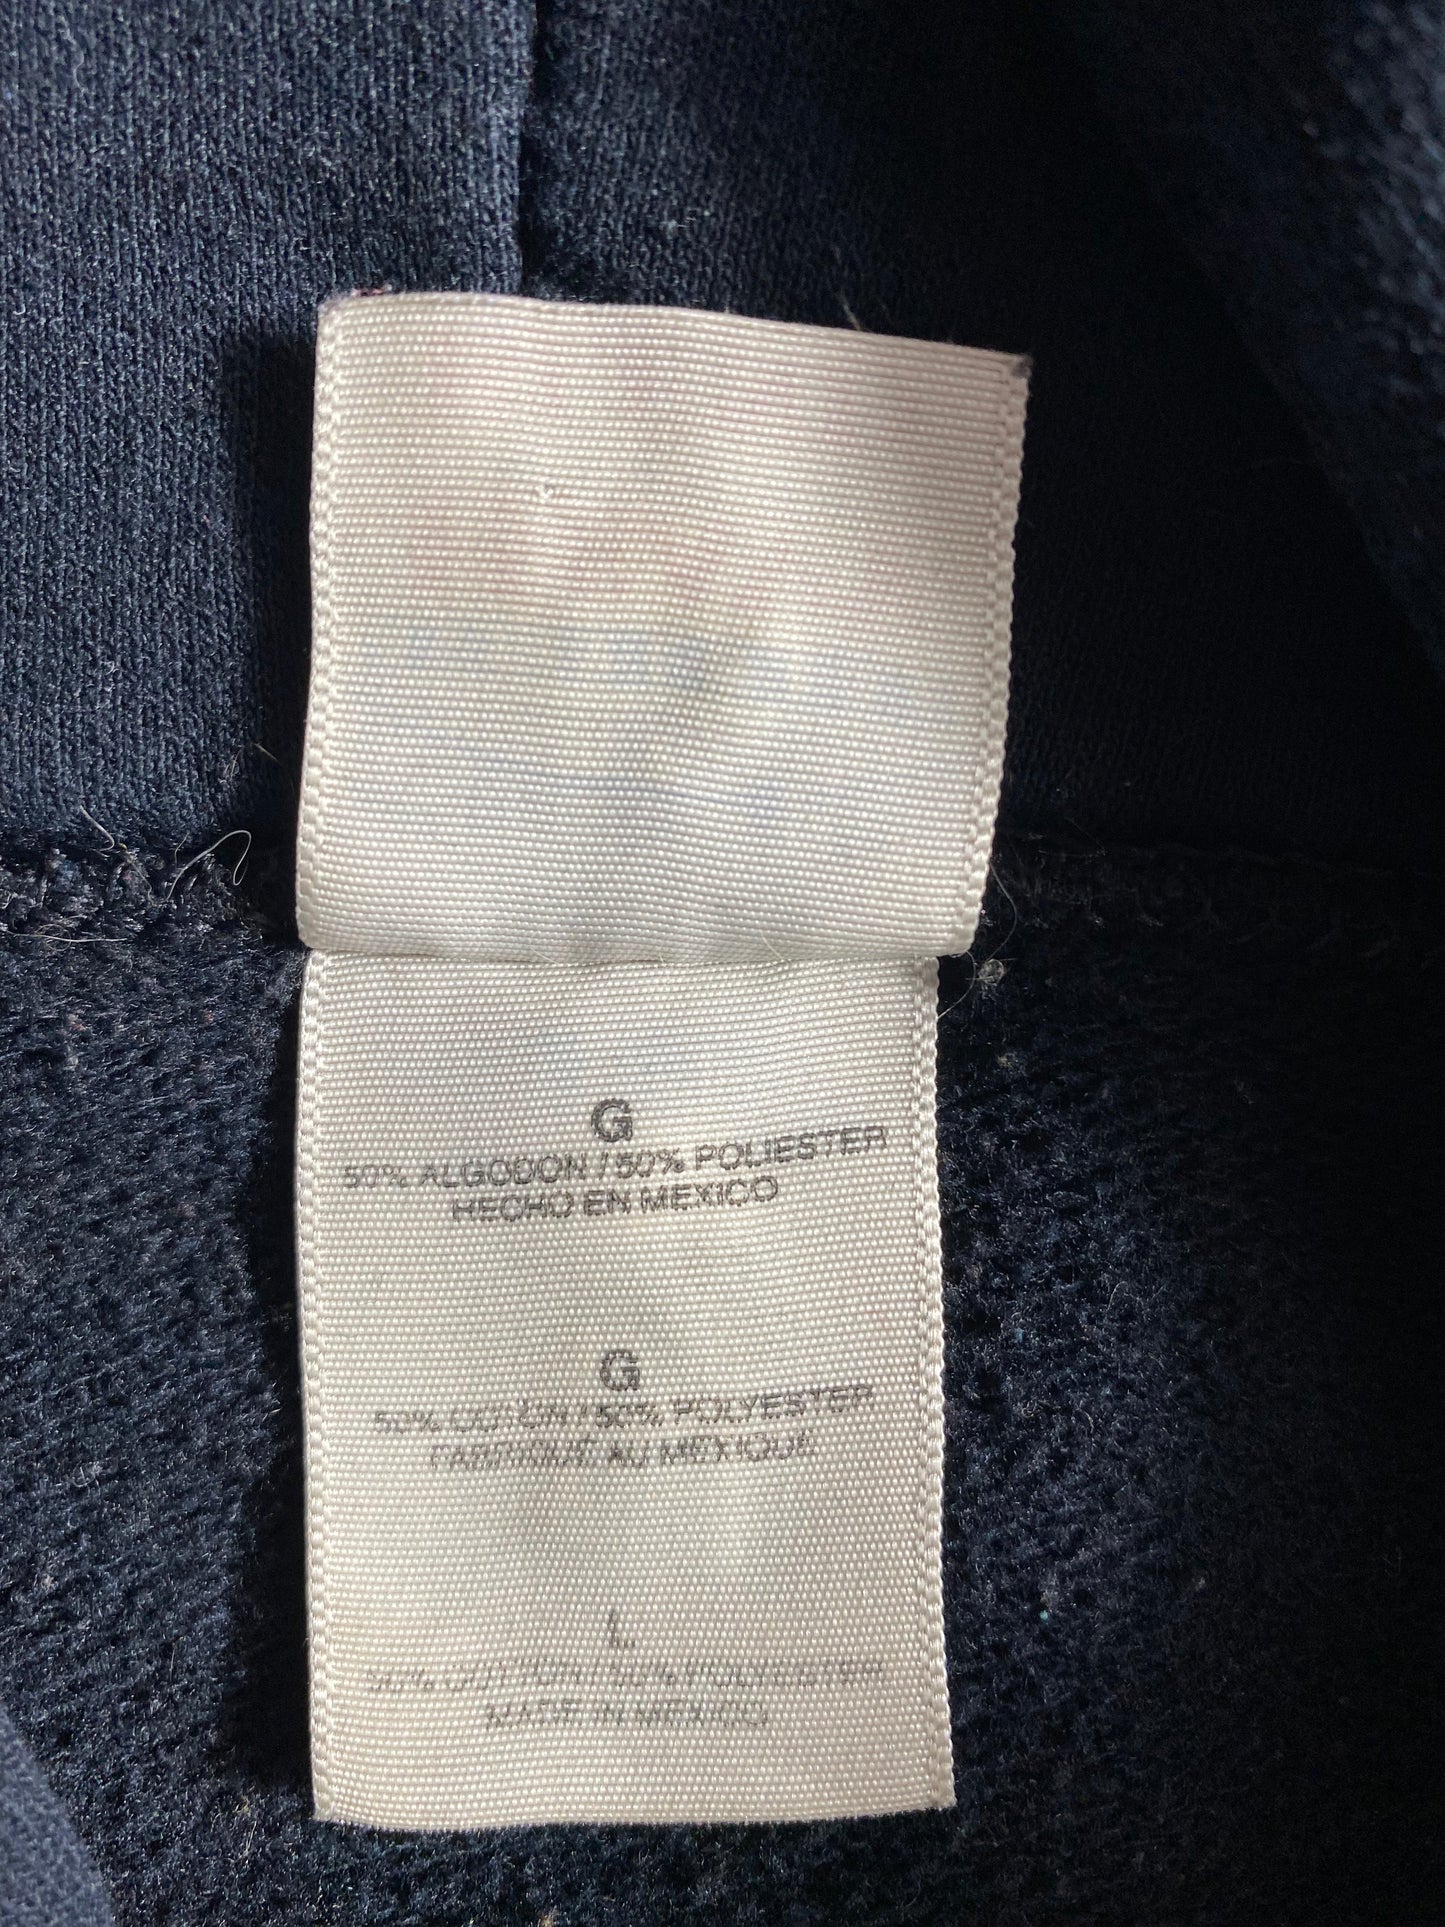 G
50% ALGODON / 50% POLIESTER
HECHO EN MEXICO
G
50% COTON / 50% POLYESTER
FABRIQUÉ AU MEXIQUE
L
50% COTTON / 50% POLYESTER
MADE IN MEXICO